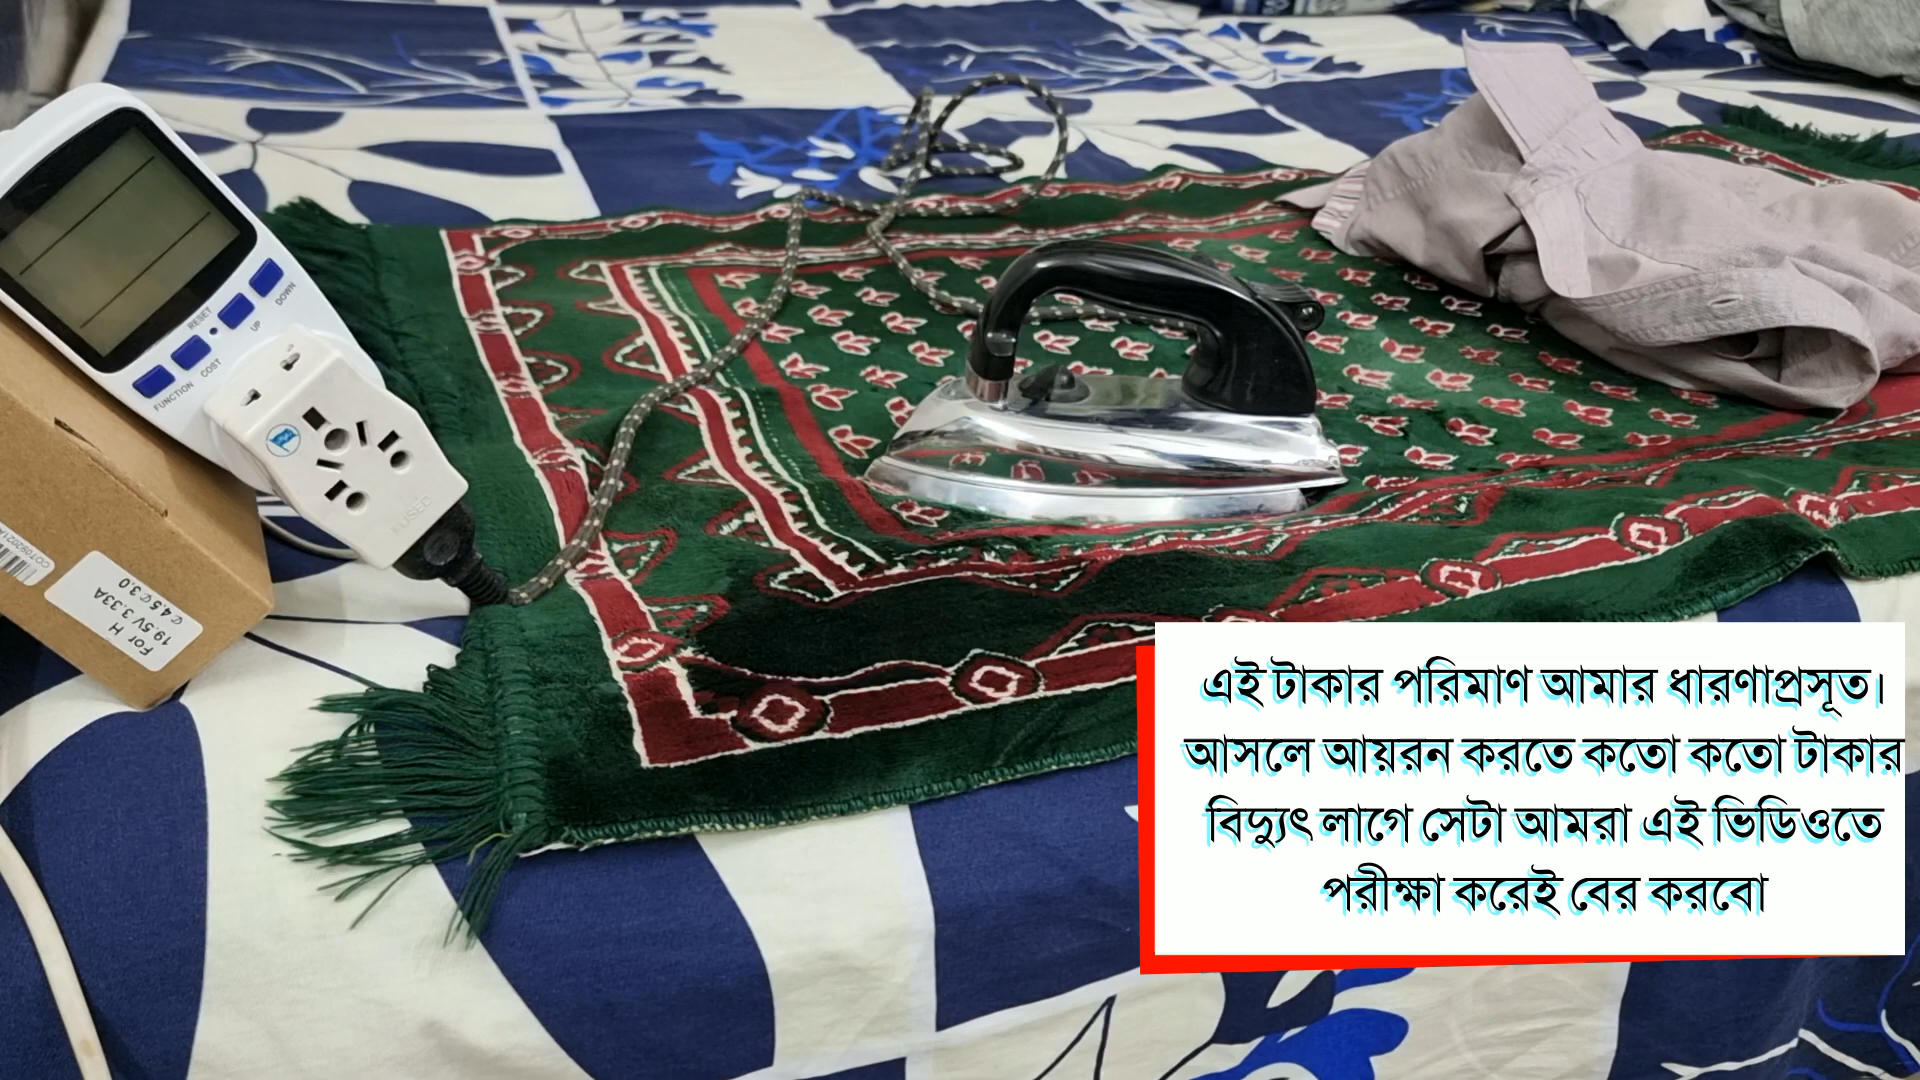 RESET
DOWN
UP
COST
FUNCTION
For H
19.5V 3.33A
এই টাকার পরিমাণ আমার ধারণাপ্রসূত।
আসলে আয়রন করতে কতো কতো টাকার
বিদ্যুৎ লাগে সেটা আমরা এই ভিডিওতে
পরীক্ষা করেই বের করবো